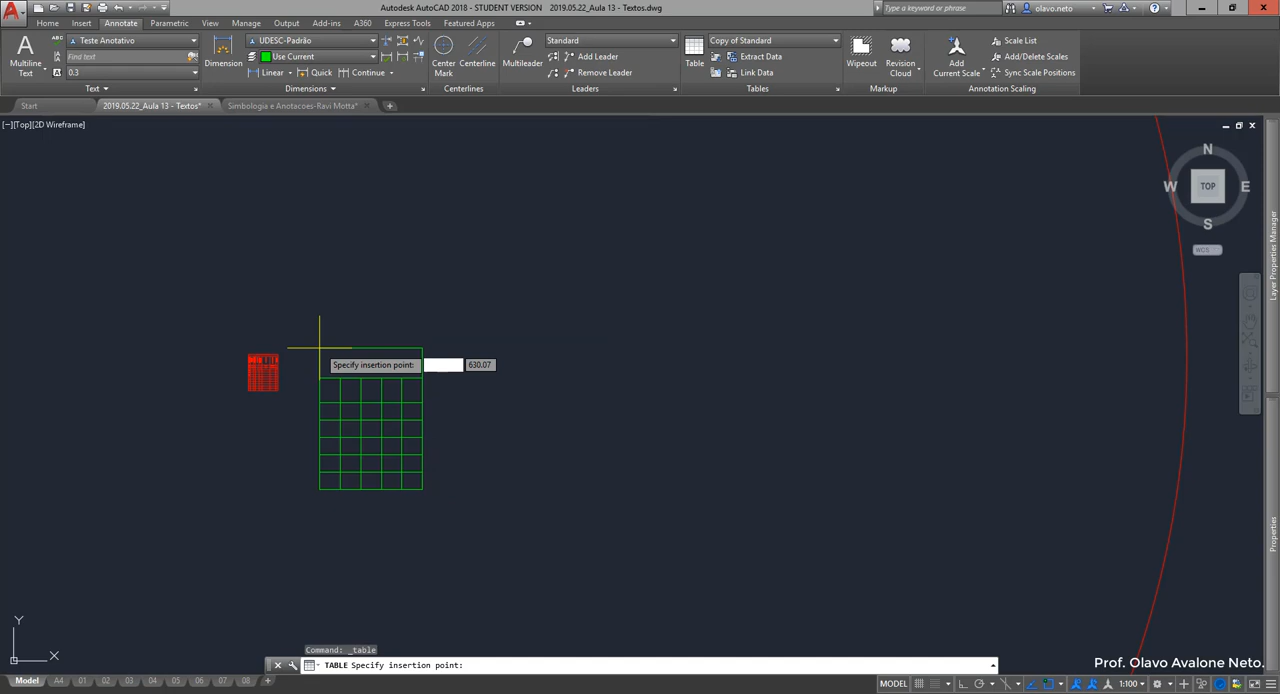 Autodesk AutoCAD 2018 - STUDENT VERSION 2019.05.22_Aula 13 - Textos.dwg
Type a keyword or phrase
olavo.neto
Home Insert Annotate Parametric View Manage Output Add-ins A360 Express Tools Featured Apps
Multiline Text
Teste Anotativo
Find text
0.3
Text
Dimension
UDESC-Padrão
Use Current
Linear Quick Continue
Dimensions
Center Mark
Centerline
Centerlines
Multileader
Standard
Add Leader
Remove Leader
Leaders
Table
Copy of Standard
Extract Data
Link Data
Tables
Wipeout
Revision Cloud
Markup
Add Current Scale
Scale List
Add/Delete Scales
Sync Scale Positions
Annotation Scaling
Start 2019.05.22_Aula 13 - Textos* Simbologia e Anotacoes-Ravi Motta*
[−][Top][2D Wireframe]
N
W TOP E
S
WCS
Layer Properties Manager
Specify insertion point: 630.07
Properties
Y
X
Command: _table
TABLE Specify insertion point:
Prof. Olavo Avalone Neto.
Model A4 01 02 03 04 05 06 07 08
MODEL 1:100